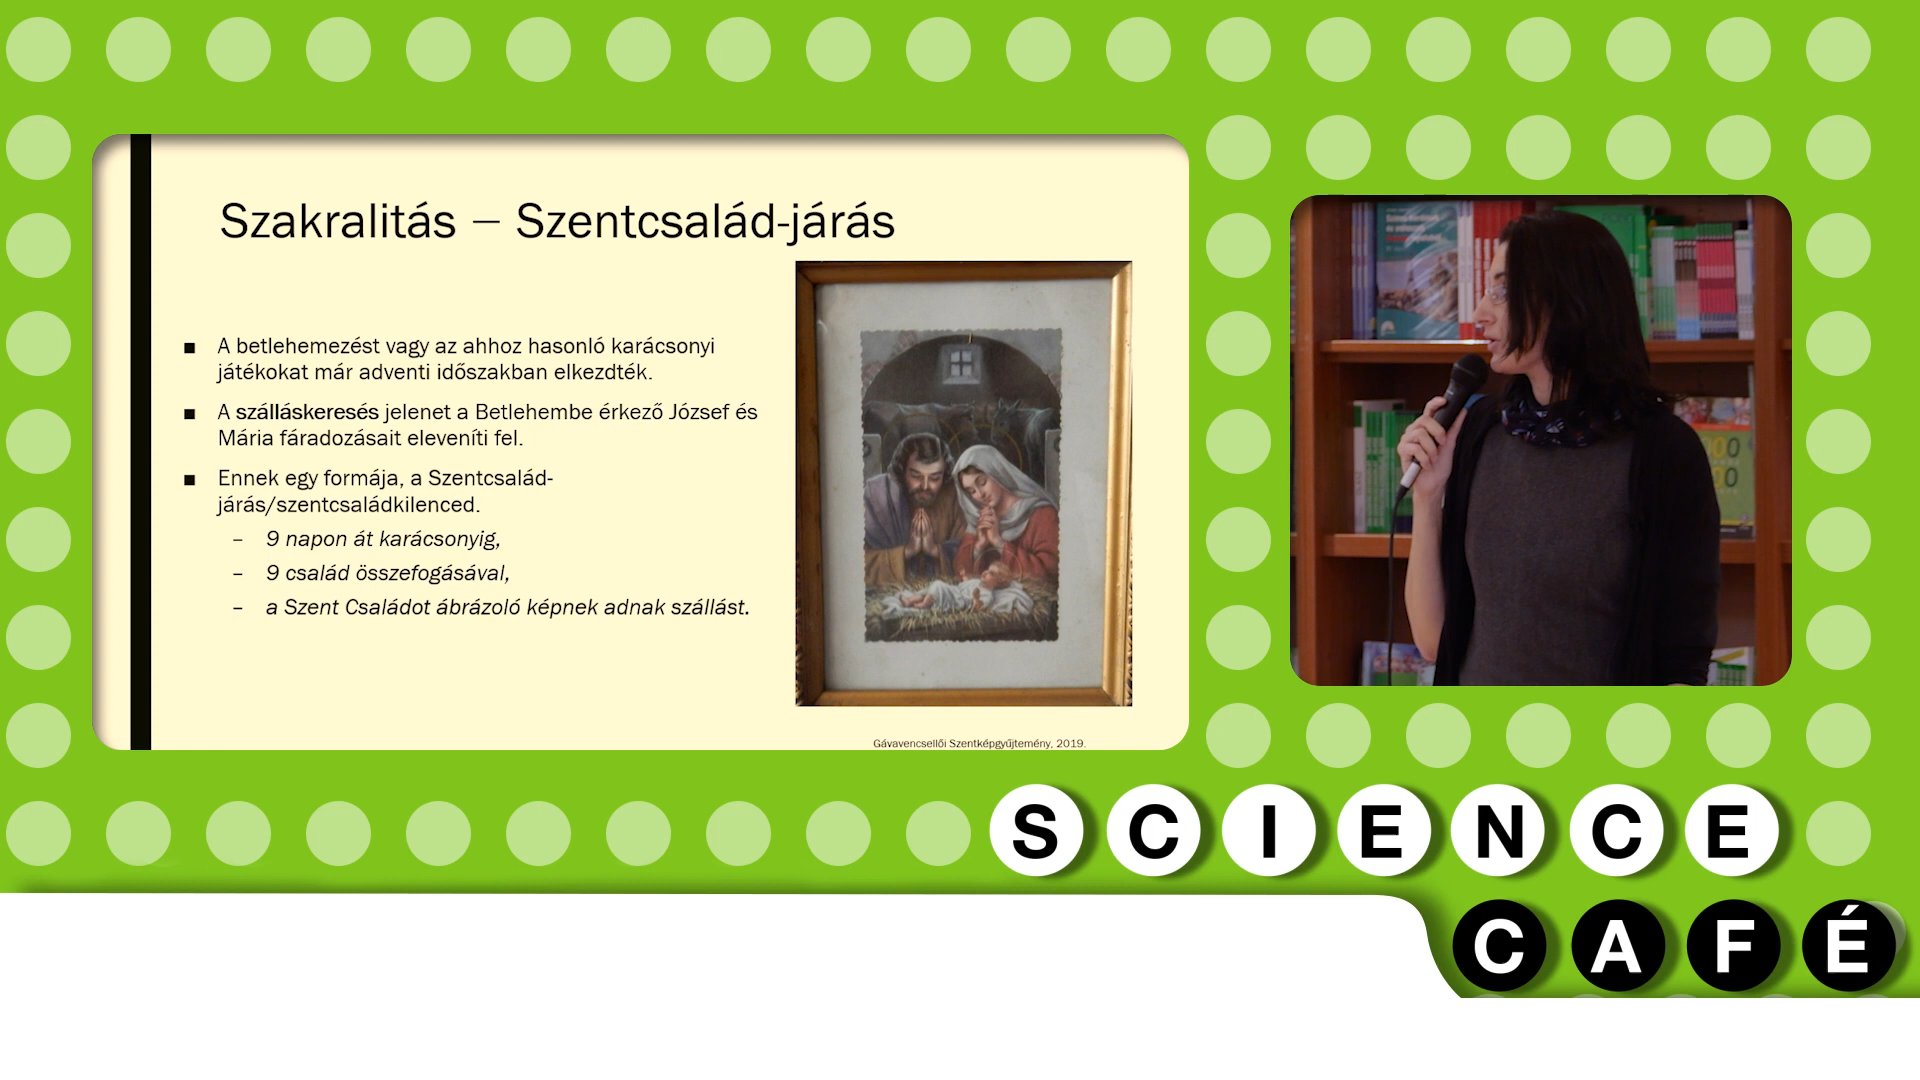 Szakralitás – Szentcsalád-járás
■ A betlehemezést vagy az ahhoz hasonló karácsonyi
játékokat már adventi időszakban elkezdték.
■ A szálláskeresés jelenet a Betlehembe érkező József és
Mária fáradozásait eleveníti fel.
■ Ennek egy formája, a Szentcsalád-
járás/szentcsaládkilenced.
– 9 napon át karácsonyig,
– 9 család összefogásával,
– a Szent Családot ábrázoló képnek adnak szállást.
Gávavencsellői Szentképgyűjtemény, 2019.
SCIENCE
CAFÉ